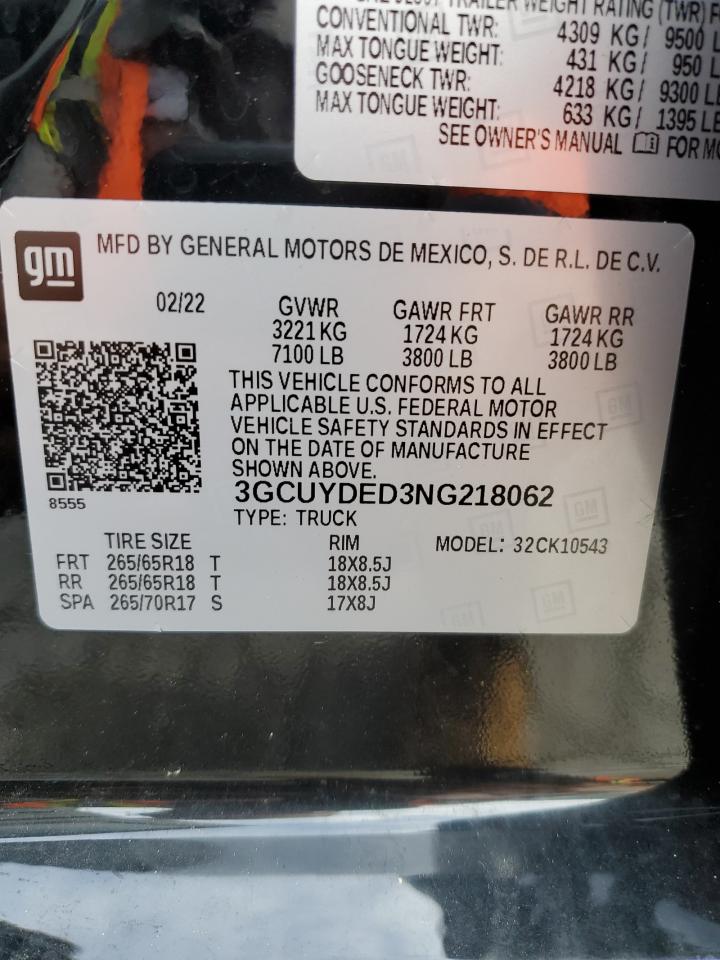 TRAILER WEIGHT RATING (TWR)
CONVENTIONAL TWR: 4309 KG/ 9500
MAX TONGUE WEIGHT: 431 KG/ 950
GOOSENECK TWR: 4218 KG/ 9300
MAX TONGUE WEIGHT: 633 KG/ 1395
SEE OWNER'S MANUAL FOR
gm MFD BY GENERAL MOTORS DE MEXICO, S. DE R.L. DE C.V.
02/22 GVWR GAWR FRT GAWR RR
3221 KG 1724 KG 1724 KG
7100 LB 3800 LB 3800 LB
THIS VEHICLE CONFORMS TO ALL
APPLICABLE U.S. FEDERAL MOTOR
VEHICLE SAFETY STANDARDS IN EFFECT
ON THE DATE OF MANUFACTURE
SHOWN ABOVE.
8555 3GCUYDED3NG218062
TYPE: TRUCK
TIRE SIZE RIM MODEL: 32CK10543
FRT 265/65R18 T 18X8.5J
RR 265/65R18 T 18X8.5J
SPA 265/70R17 S 17X8J